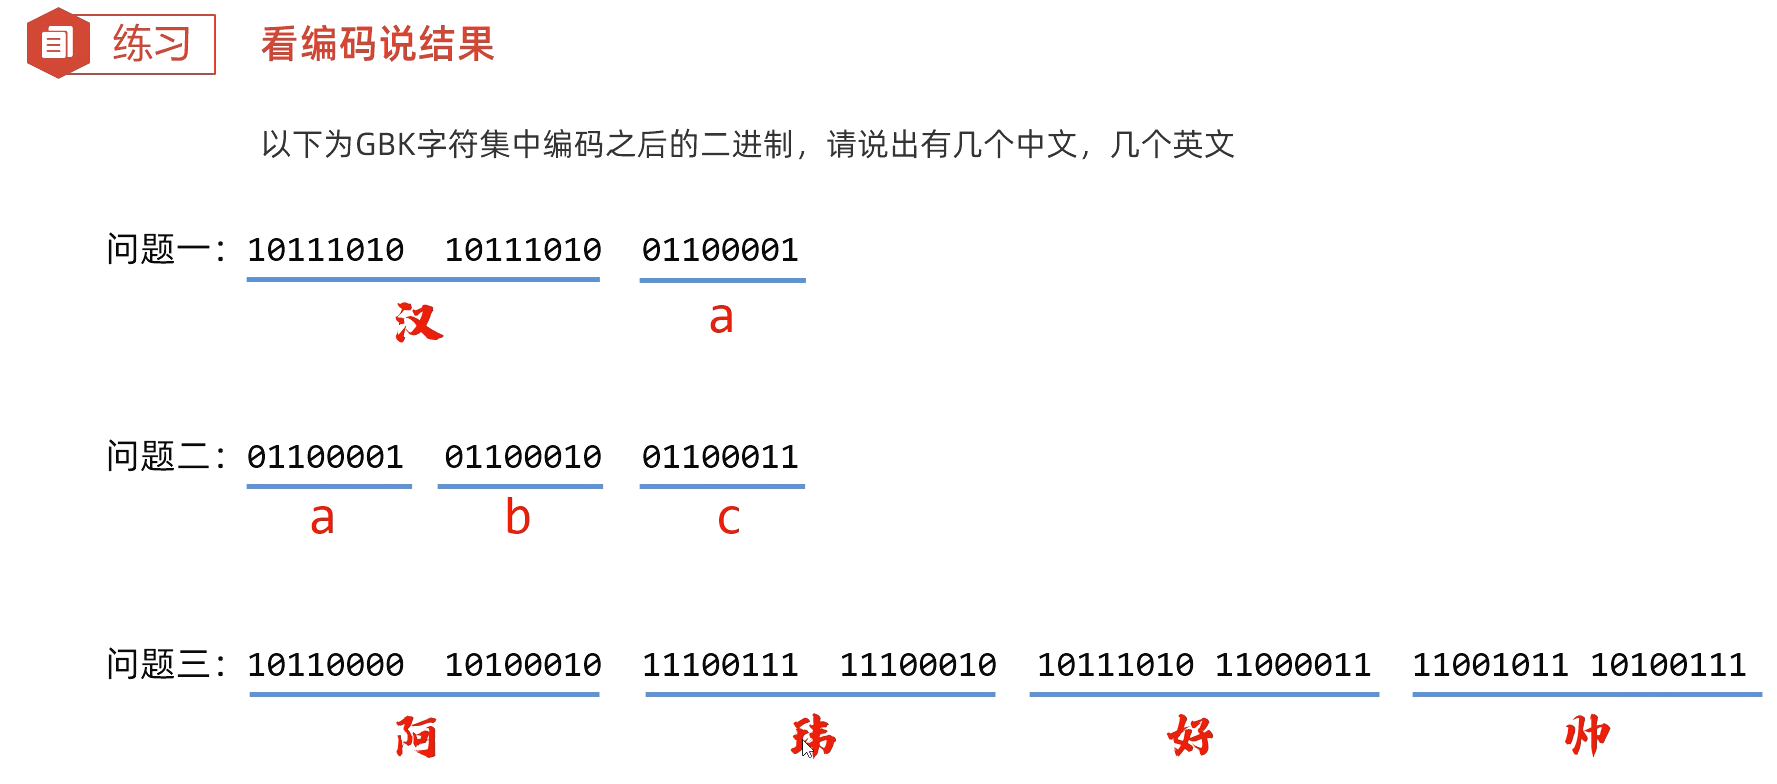 练习 看编码说结果
以下为GBK字符集中编码之后的二进制，请说出有几个中文，几个英文
问题一：10111010 10111010 01100001
汉 a
问题二：01100001 01100010 01100011
a b c
问题三：10110000 10100010 11100111 11100010 10111010 11000011 11001011 10100111
阿 玮 好 帅